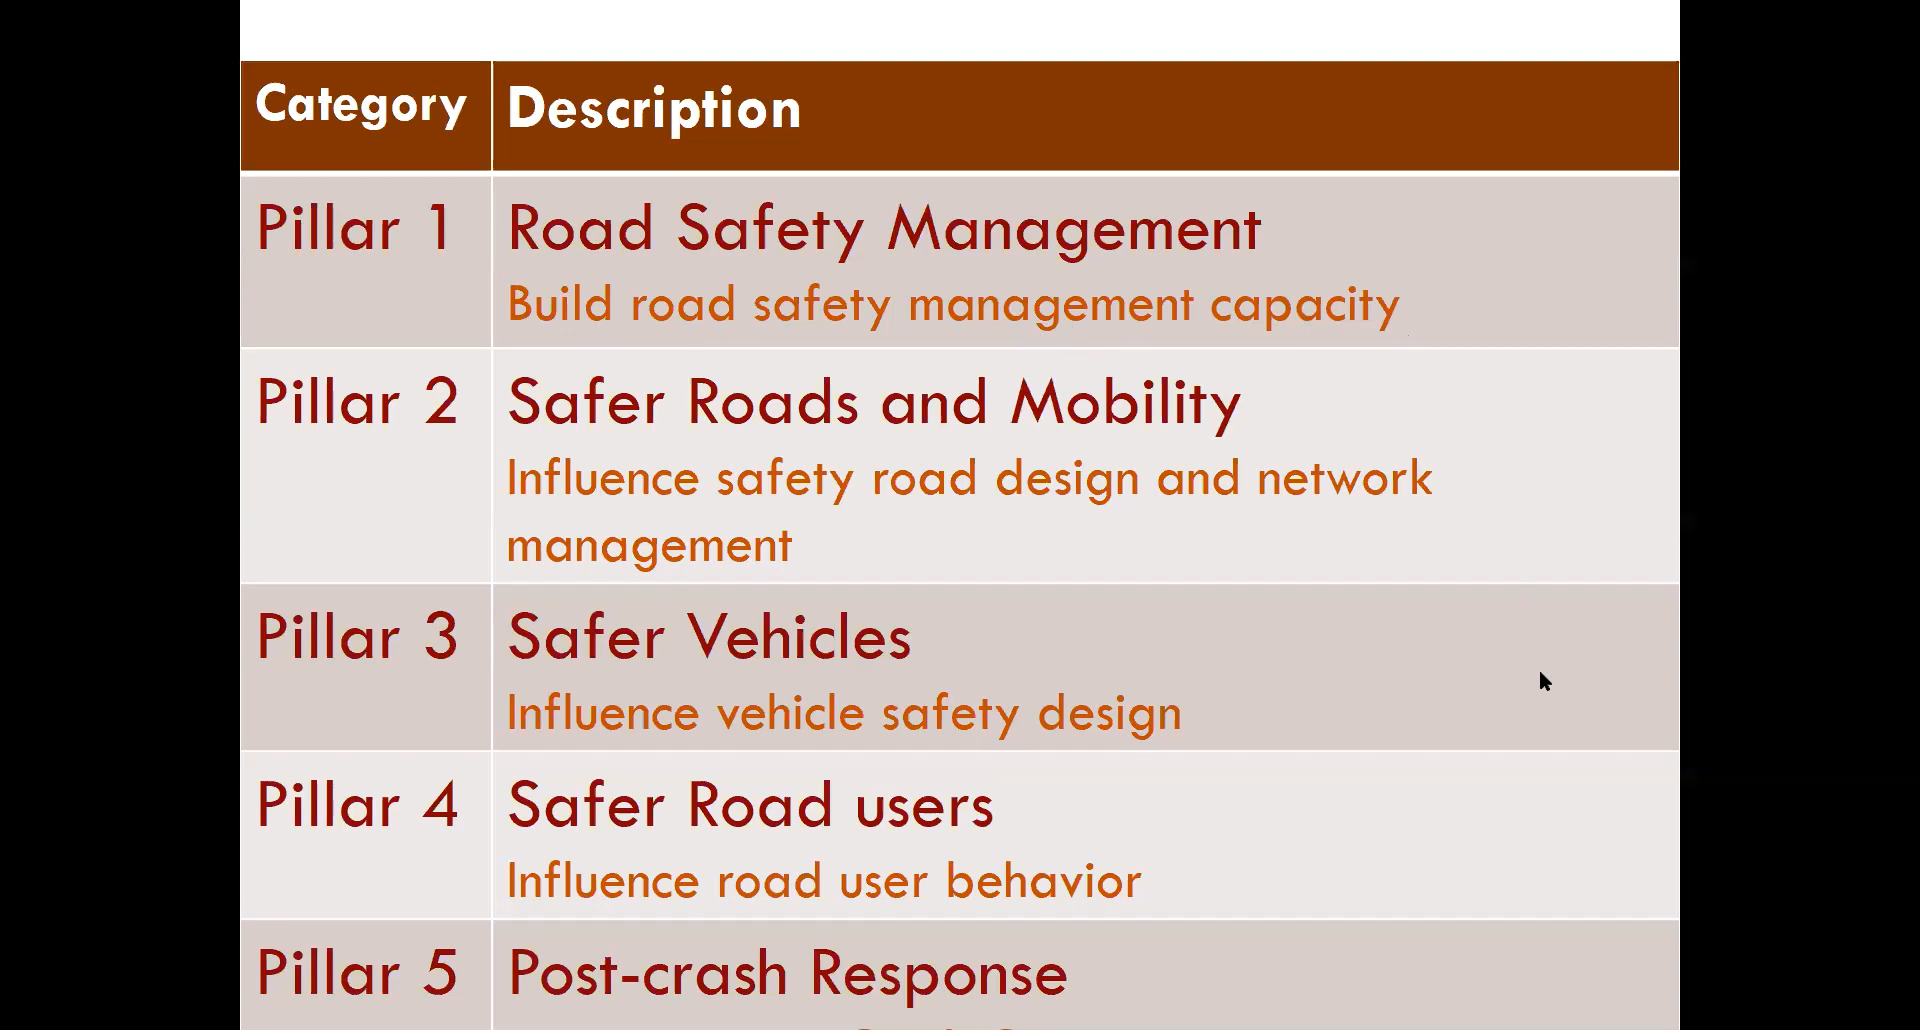 Category Description
Pillar 1 Road Safety Management
Build road safety management capacity
Pillar 2 Safer Roads and Mobility
Influence safety road design and network
management
Pillar 3 Safer Vehicles
Influence vehicle safety design
Pillar 4 Safer Road users
Influence road user behavior
Pillar 5 Post-crash Response